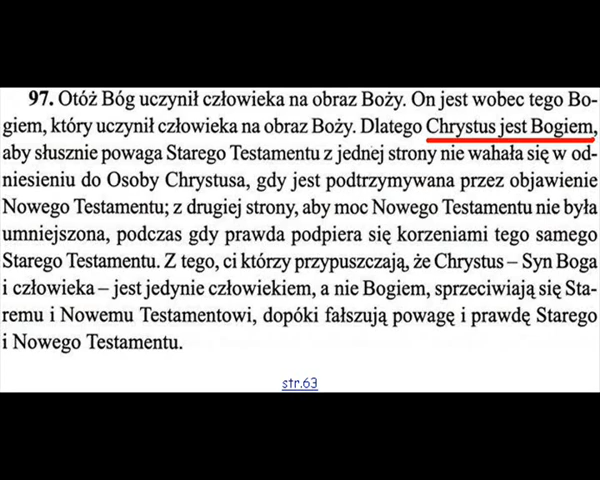 97. Otóż Bóg uczynił człowieka na obraz Boży. On jest wobec tego Bo-
giem, który uczynił człowieka na obraz Boży. Dlatego Chrystus jest Bogiem,
aby słusznie powaga Starego Testamentu z jednej strony nie wahała się w od-
niesieniu do Osoby Chrystusa, gdy jest podtrzymywana przez objawienie
Nowego Testamentu; z drugiej strony, aby moc Nowego Testamentu nie była
umniejszona, podczas gdy prawda podpiera się korzeniami tego samego
Starego Testamentu. Z tego, ci którzy przypuszczają, że Chrystus – Syn Boga
i człowieka – jest jedynie człowiekiem, a nie Bogiem, sprzeciwiają się Sta-
remu i Nowemu Testamentowi, dopóki fałszują powagę i prawdę Starego
i Nowego Testamentu.
str.63